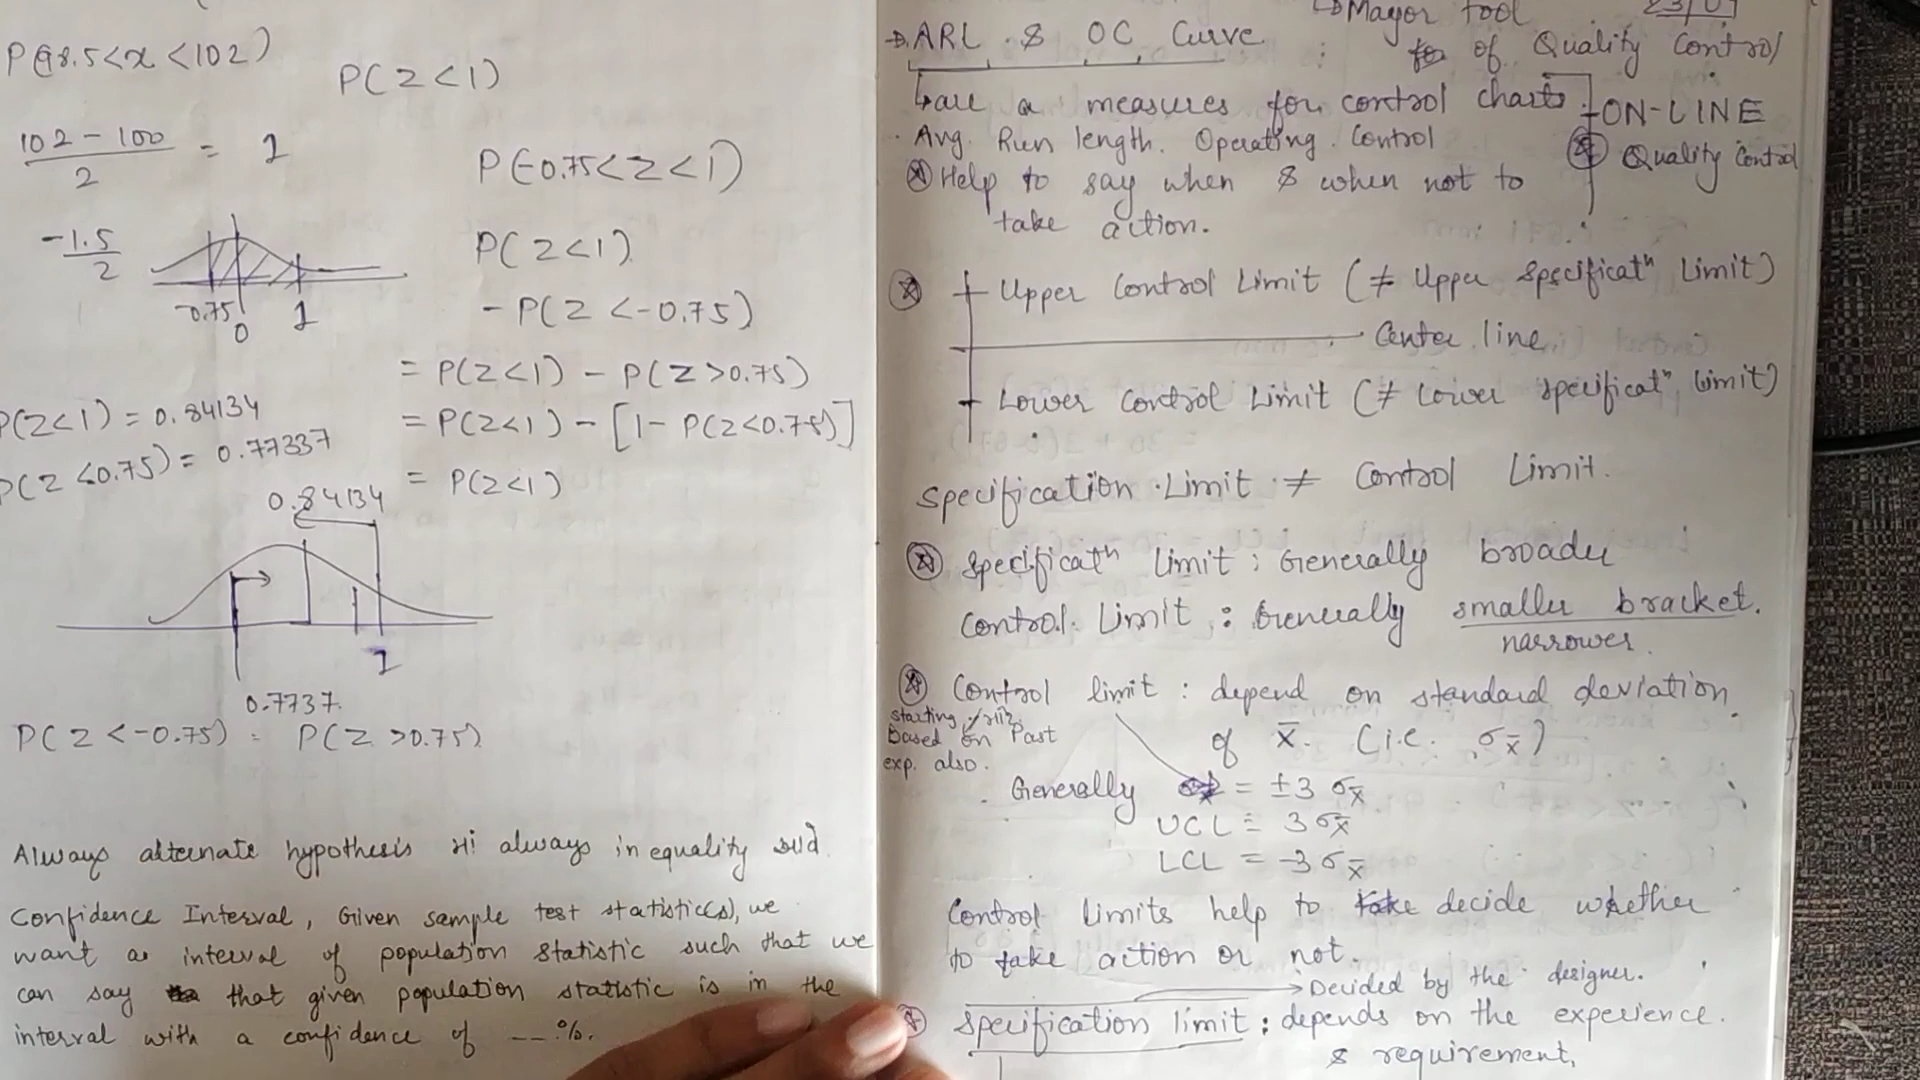 P(98.5<x<102)
P(Z<1)
102-100 / 2 = 1
P(-0.75<Z<1)
-1.5 / 2
-0.75
0
1
P(Z<1)
- P(Z<-0.75)
= P(Z<1) - P(Z>0.75)
P(Z<1) = 0.84134
= P(Z<1) - [1- P(Z<0.75)]
P(Z<0.75) = 0.77337
= P(Z<1)
0.84134
1
0.7737
P(Z<-0.75) = P(Z>0.75)
Always alternate hypothesis Hi always inequality
Confidence Interval, Given sample test statistic(s), we
want a interval of population statistic such that we
can say that given population statistic is in the
interval with a confidence of --%.
Mayor tool
23/0
ARL & OC Curve :
of Quality Control
are a measures for control charts
ON-LINE
Quality Control
Avg. Run length. Operating Control
Help to say when & when not to
take action.
Upper Control Limit (≠ Upper Specificatⁿ Limit)
Center line
Lower Control Limit (≠ Lower Specificatⁿ Limit)
Specification Limit ≠ Control Limit.
Specificatⁿ limit : Generally broader
Control Limit : Generally smaller bracket.
narrower.
Control limit : depend on standard deviation
of x̄. (i.e. σx̄)
starting
Based on Past
exp. also.
Generally = ±3 σx̄
UCL = 3σx̄
LCL = -3σx̄
Control limits help to decide whether
to take action or not.
Decided by the designer.
Specification limit : depends on the experience.
& requirement,